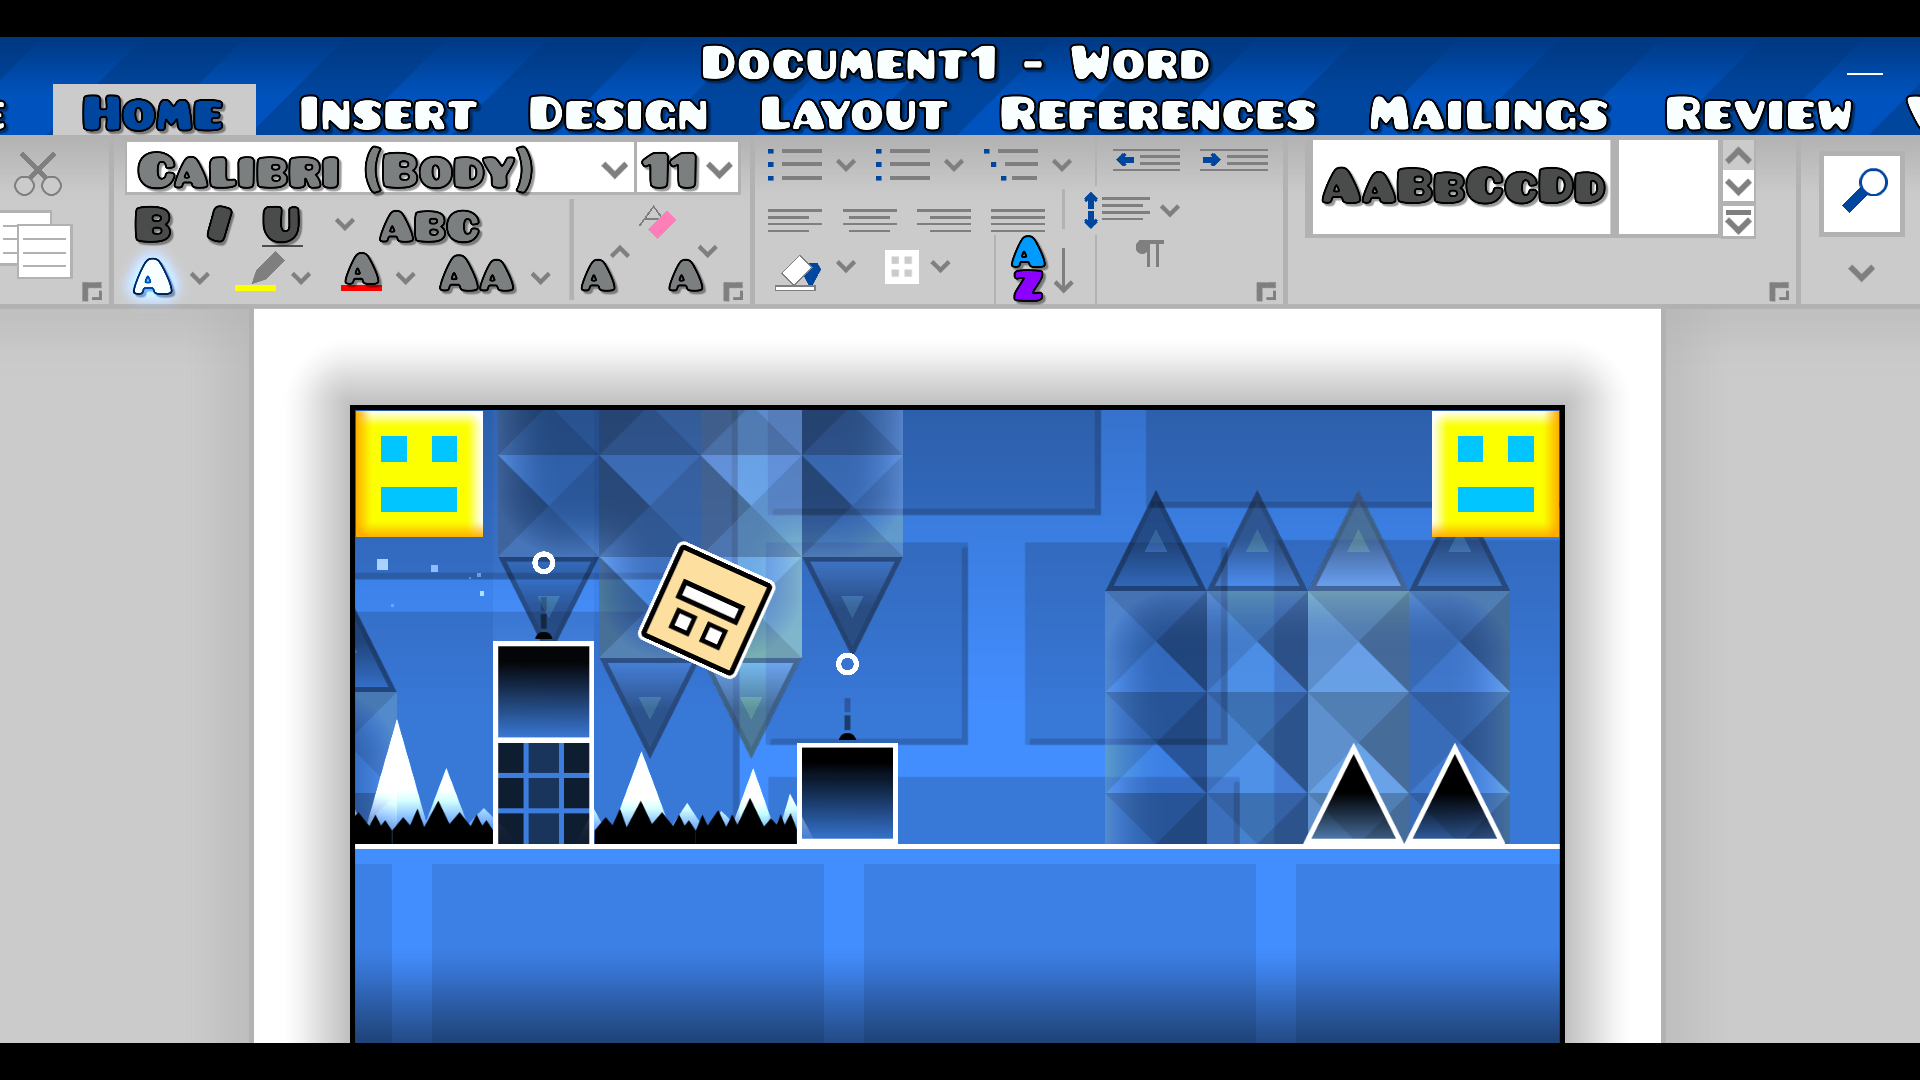 Document1 - Word
Home Insert Design Layout References Mailings Review
Calibri (Body) 11 AaBbCcDd
B I U ABC
A A AA A A A
Z